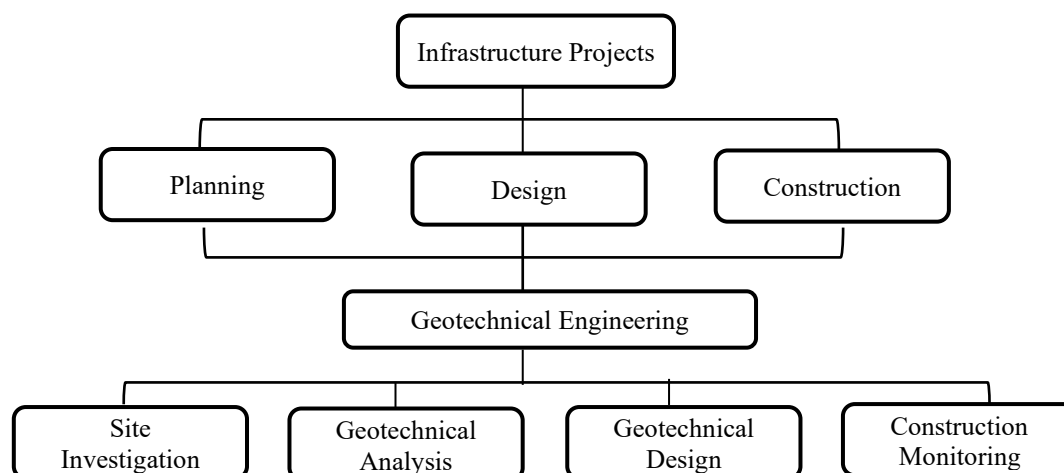 Infrastructure Projects
Planning
Design
Construction
Geotechnical Engineering
Site
Investigation
Geotechnical
Analysis
Geotechnical
Design
Construction
Monitoring